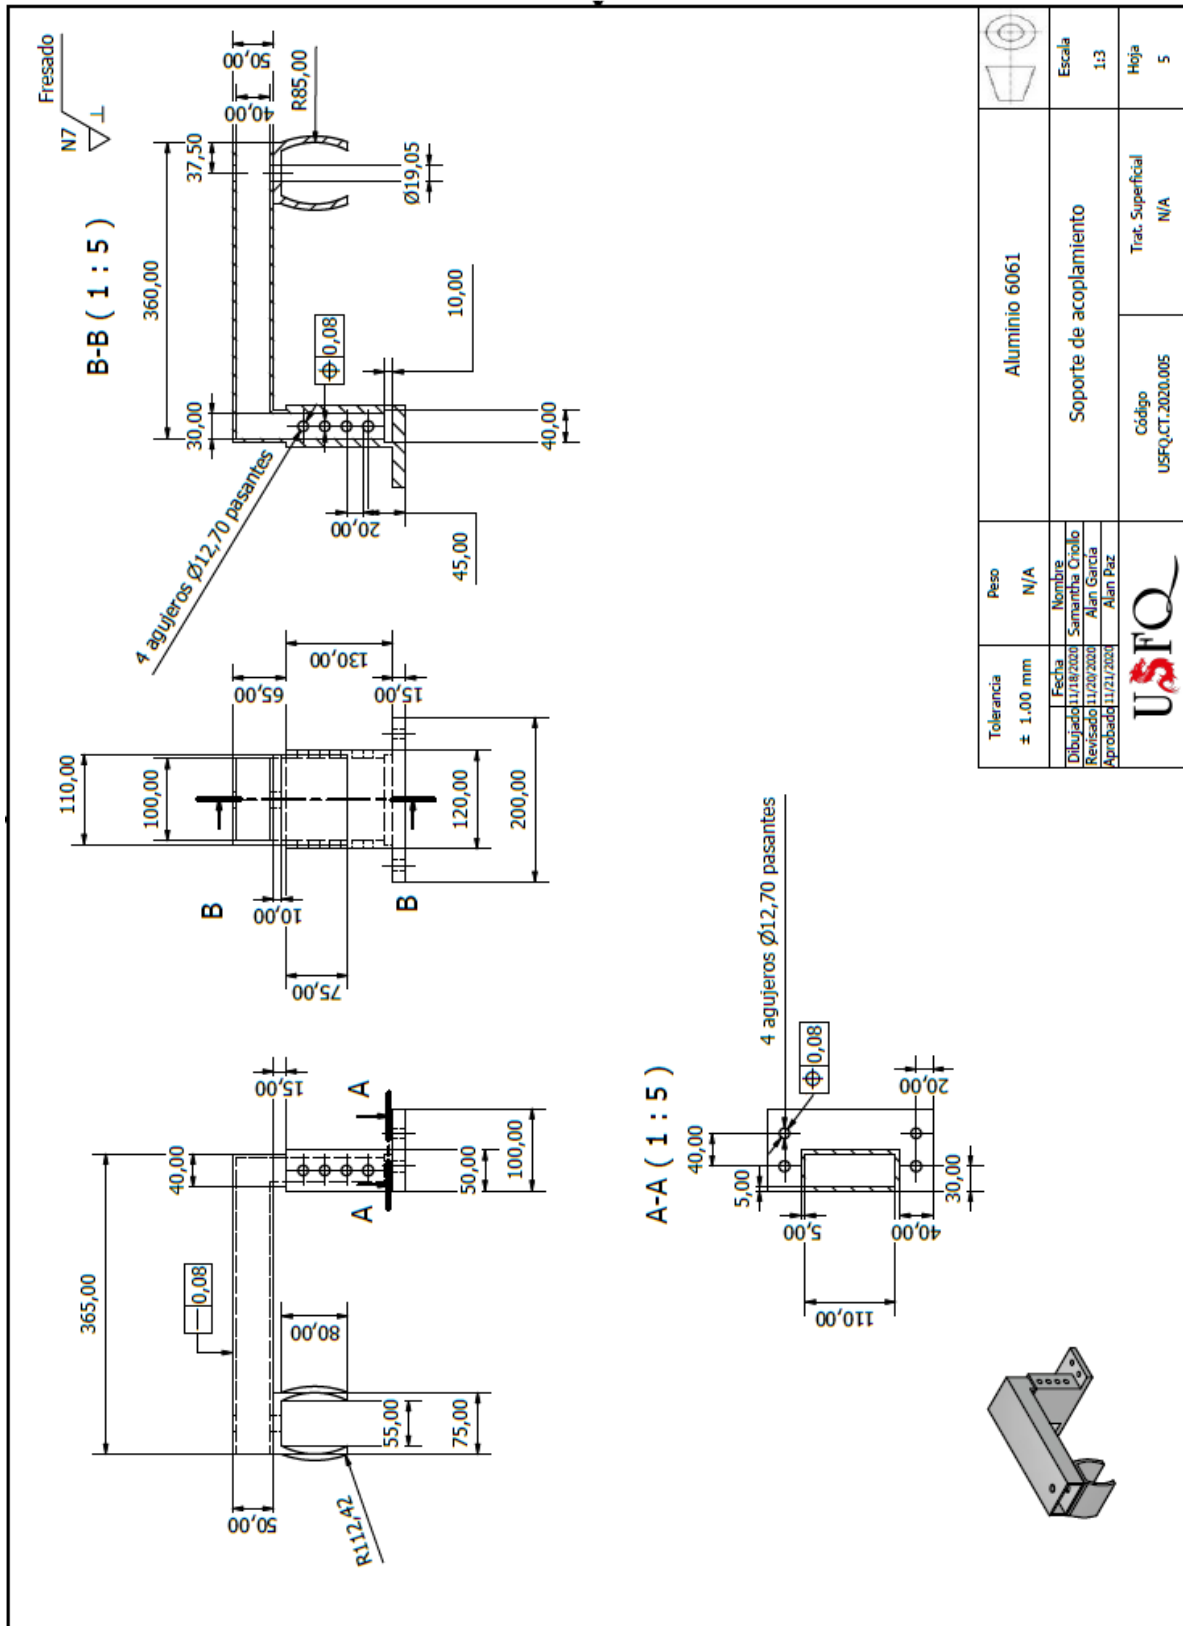 Fresado
N7
B-B ( 1 : 5 )
360,00
37,50
50,00
40,00
R85,00
Ø19,05
30,00
0,08
10,00
40,00
20,00
45,00
4 agujeros Ø12,70 pasantes
110,00
100,00
65,00
130,00
15,00
120,00
200,00
B
B
10,00
75,00
365,00
40,00
15,00
A
A
0,08
50,00
100,00
80,00
55,00
75,00
50,00
R112,42
A-A ( 1 : 5 )
4 agujeros Ø12,70 pasantes
0,08
40,00
5,00
20,00
30,00
5,00
40,00
110,00
Tolerancia
± 1.00 mm
Peso
N/A
Aluminio 6061
Fecha Nombre
Dibujado 11/18/2020 Samantha Criollo
Revisado 11/20/2020 Alan García
Aprobado 11/21/2020 Alan Paz
Soporte de acoplamiento
Escala
1:3
USFQ
Código
USFQ.CT.2020.005
Trat. Superficial
N/A
Hoja
5